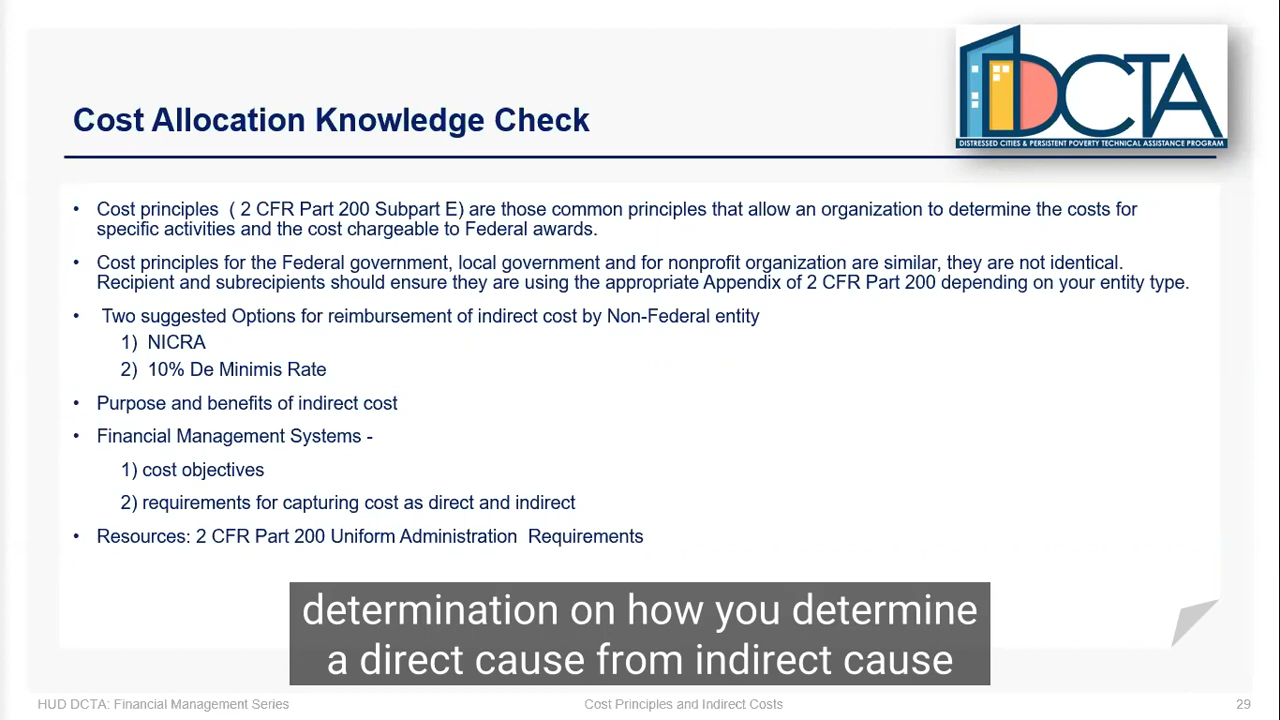 DCTA
DISTRESSED CITIES & PERSISTENT POVERTY TECHNICAL ASSISTANCE PROGRAM
Cost Allocation Knowledge Check
• Cost principles ( 2 CFR Part 200 Subpart E) are those common principles that allow an organization to determine the costs for
specific activities and the cost chargeable to Federal awards.
• Cost principles for the Federal government, local government and for nonprofit organization are similar, they are not identical.
Recipient and subrecipients should ensure they are using the appropriate Appendix of 2 CFR Part 200 depending on your entity type.
• Two suggested Options for reimbursement of indirect cost by Non-Federal entity
1) NICRA
2) 10% De Minimis Rate
• Purpose and benefits of indirect cost
• Financial Management Systems -
1) cost objectives
2) requirements for capturing cost as direct and indirect
• Resources: 2 CFR Part 200 Uniform Administration Requirements
determination on how you determine
a direct cause from indirect cause
HUD DCTA: Financial Management Series
Cost Principles and Indirect Costs
29